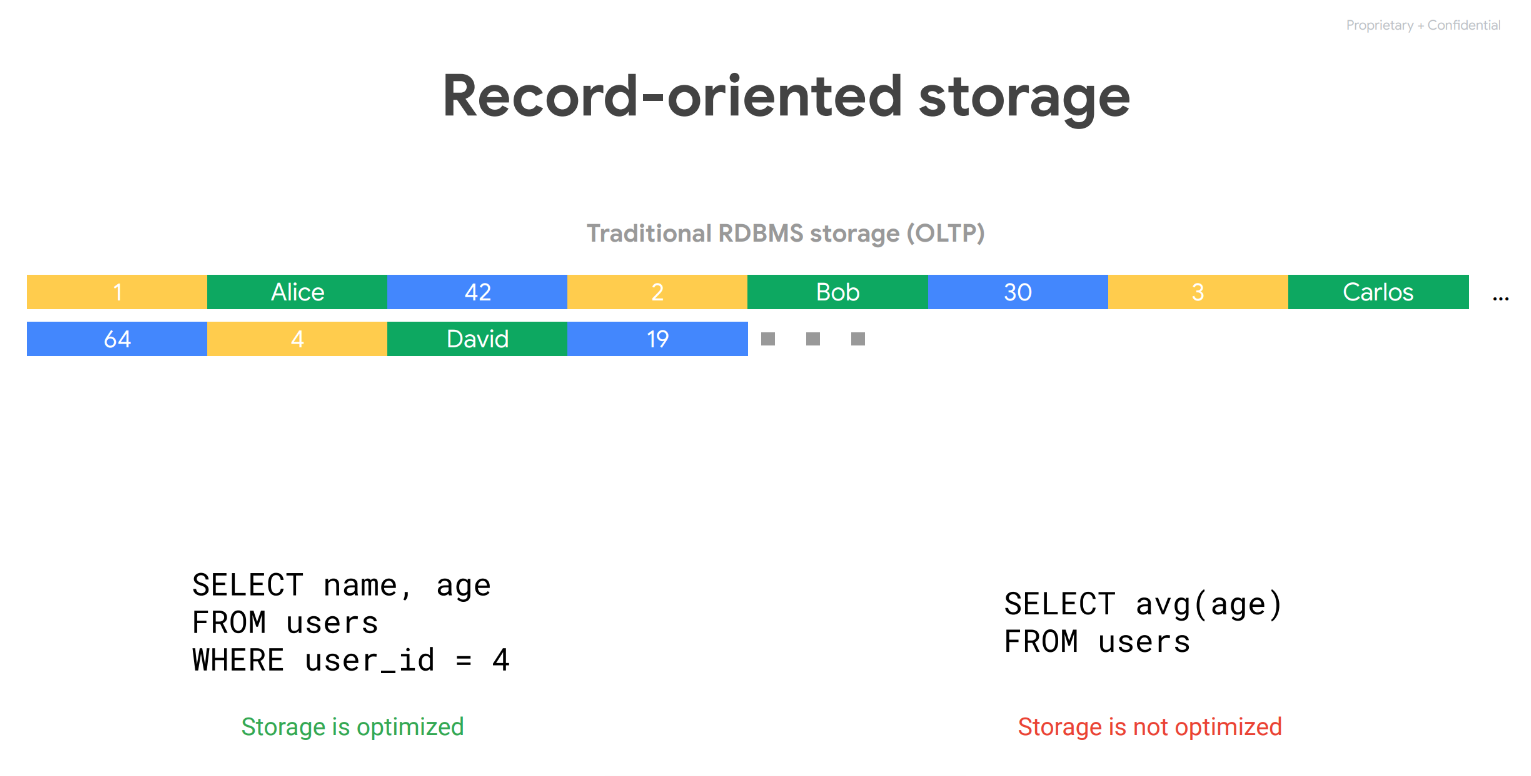 Proprietary + Confidential
Record-oriented storage
Traditional RDBMS storage (OLTP)
1 Alice 42 2 Bob 30 3 Carlos ...
64 4 David 19
SELECT name, age
FROM users
WHERE user_id = 4
Storage is optimized
SELECT avg(age)
FROM users
Storage is not optimized